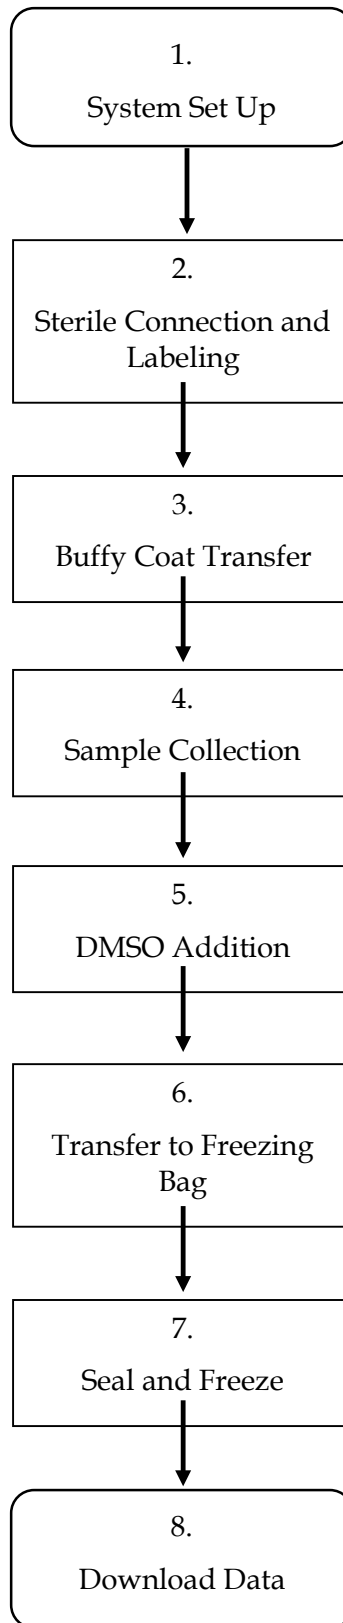 1.
System Set Up
2.
Sterile Connection and
Labeling
3.
Buffy Coat Transfer
4.
Sample Collection
5.
DMSO Addition
6.
Transfer to Freezing
Bag
7.
Seal and Freeze
8.
Download Data